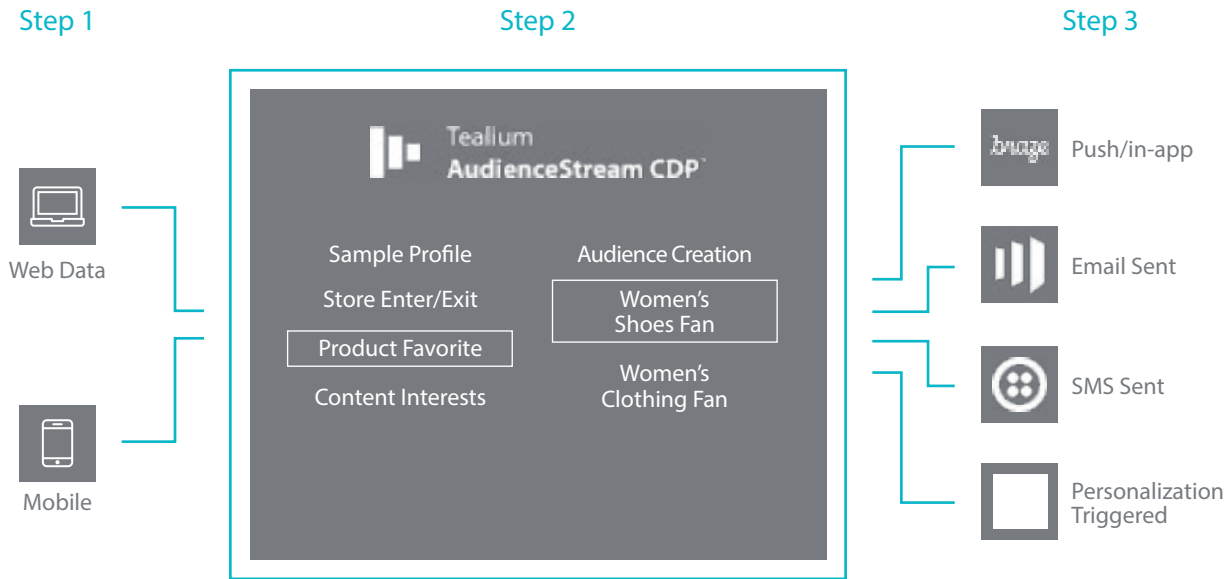 Step 1
Step 2
Step 3
Tealium
AudienceStream CDP
Web Data
Mobile
Sample Profile
Store Enter/Exit
Product Favorite
Content Interests
Audience Creation
Women's
Shoes Fan
Women's
Clothing Fan
braze
Push/in-app
Email Sent
SMS Sent
Personalization
Triggered